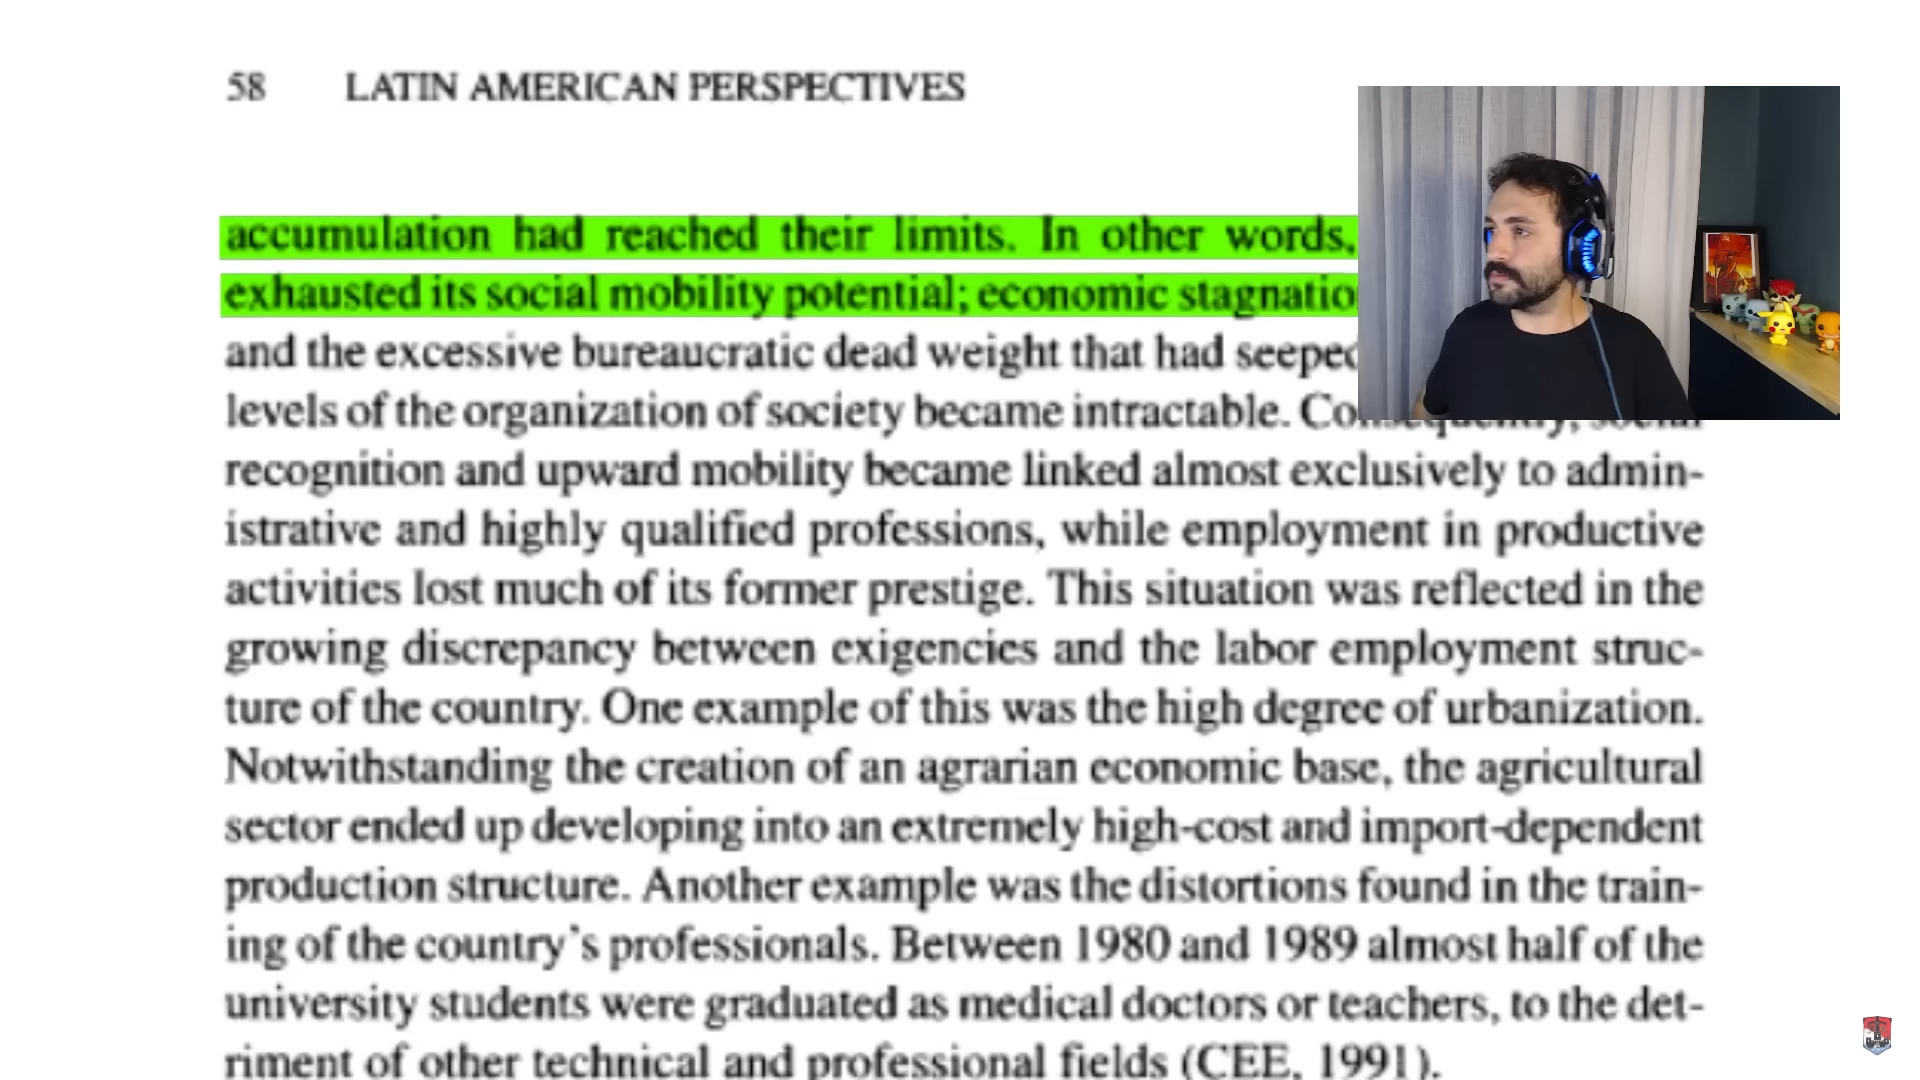 58 LATIN AMERICAN PERSPECTIVES
accumulation had reached their limits. In other words,
exhausted its social mobility potential; economic
and the excessive bureaucratic dead weight that had
levels of the organization of society became intractable.
recognition and upward mobility became linked almost exclusively to admin-
istrative and highly qualified professions, while employment in productive
activities lost much of its former prestige. This situation was reflected in the
growing discrepancy between exigencies and the labor employment struc-
ture of the country. One example of this was the high degree of urbanization.
Notwithstanding the creation of an agrarian economic base, the agricultural
sector ended up developing into an extremely high-cost and import-dependent
production structure. Another example was the distortions found in the train-
ing of the country's professionals. Between 1980 and 1989 almost half of the
university students were graduated as medical doctors or teachers, to the det-
riment of other technical and professional fields (CEE, 1991).